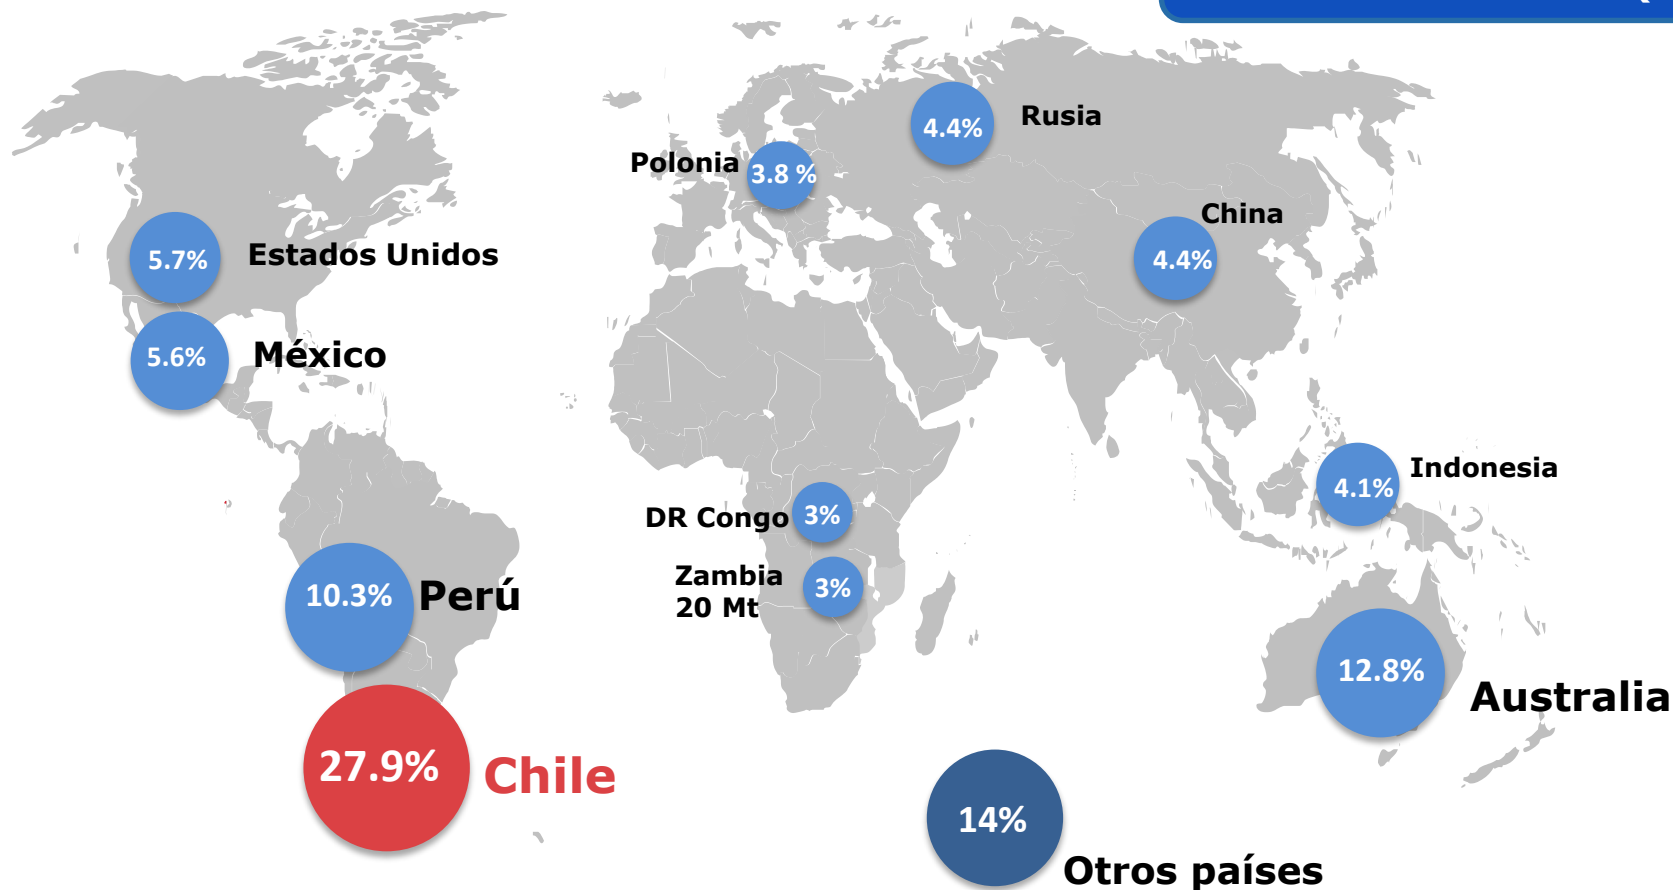 Rusia
4.4%
Polonia
3.8 %
China
4.4%
Estados Unidos
5.7%
México
5.6%
Indonesia
4.1%
DR Congo
3%
Zambia
20 Mt
3%
Perú
10.3%
Australia
12.8%
Chile
27.9%
Otros países
14%